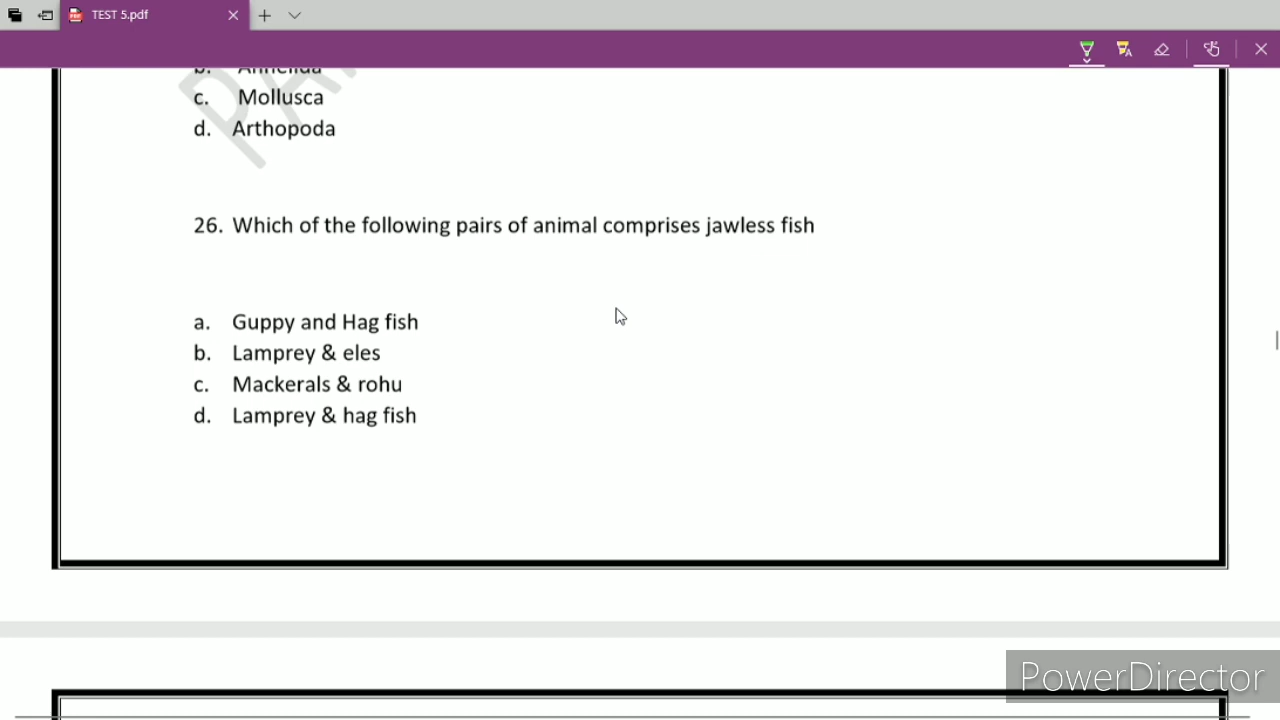 TEST 5.pdf
b. Annelida
c. Mollusca
d. Arthopoda
26. Which of the following pairs of animal comprises jawless fish
a. Guppy and Hag fish
b. Lamprey & eles
c. Mackerals & rohu
d. Lamprey & hag fish
PowerDirector